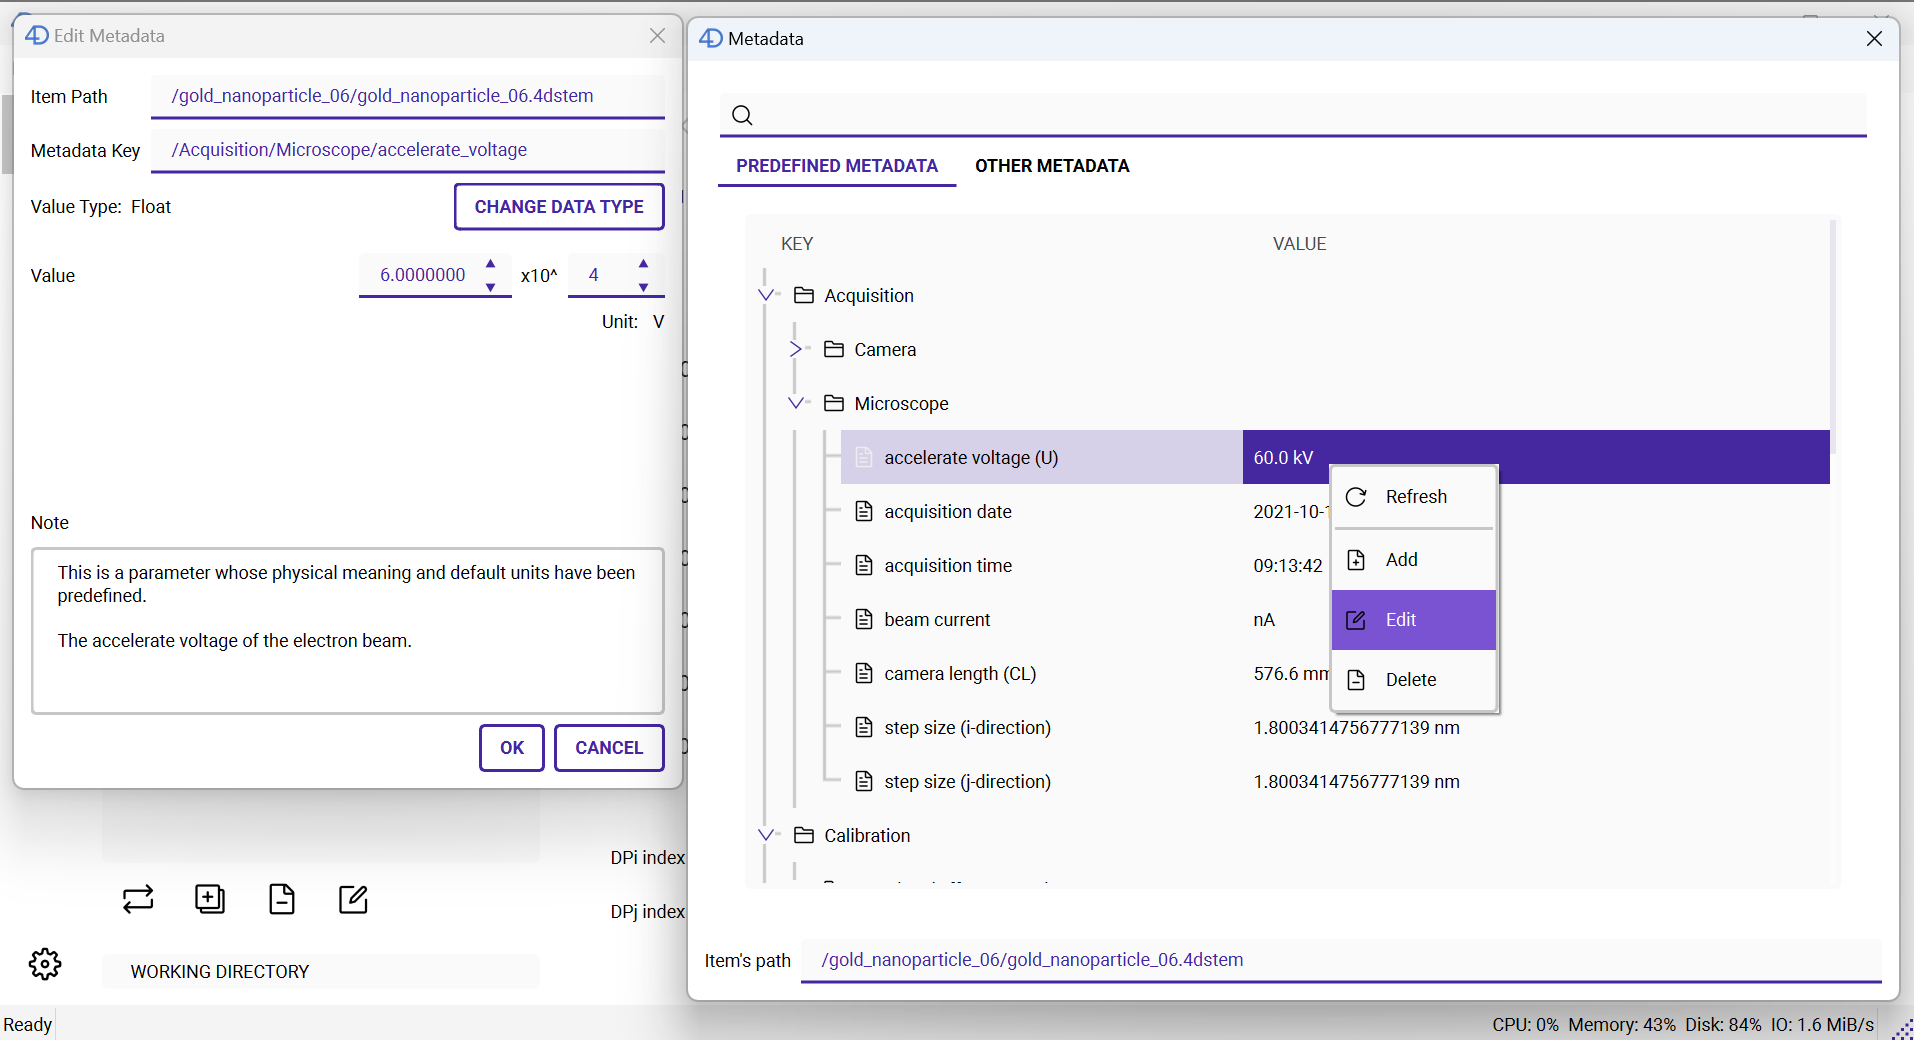 Edit Metadata
Item Path /gold_nanoparticle_06/gold_nanoparticle_06.4dstem
Metadata Key /Acquisition/Microscope/accelerate_voltage
Value Type: Float CHANGE DATA TYPE
Value 6.0000000 x10^ 4
Unit: V
Note
This is a parameter whose physical meaning and default units have been
predefined.
The accelerate voltage of the electron beam.
OK CANCEL
DPi index
DPj index
WORKING DIRECTORY
Metadata
PREDEFINED METADATA OTHER METADATA
KEY VALUE
Acquisition
Camera
Microscope
accelerate voltage (U) 60.0 kV
acquisition date 2021-10-1
acquisition time 09:13:42
beam current nA
camera length (CL) 576.6 mm
step size (i-direction) 1.8003414756777139 nm
step size (j-direction) 1.8003414756777139 nm
Calibration
Refresh
Add
Edit
Delete
Item's path /gold_nanoparticle_06/gold_nanoparticle_06.4dstem
Ready CPU: 0% Memory: 43% Disk: 84% IO: 1.6 MiB/s